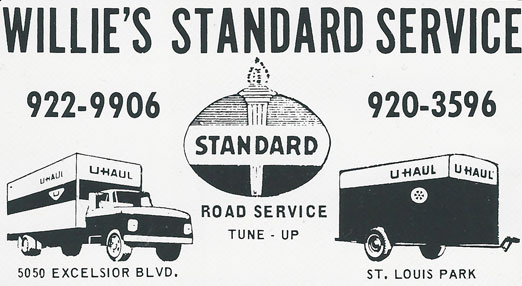 WILLIE'S STANDARD SERVICE
922-9906
920-3596
STANDARD
U-HAUL U-HAUL
U-HAUL U-HAUL
ROAD SERVICE
TUNE - UP
5050 EXCELSIOR BLVD.
ST. LOUIS PARK